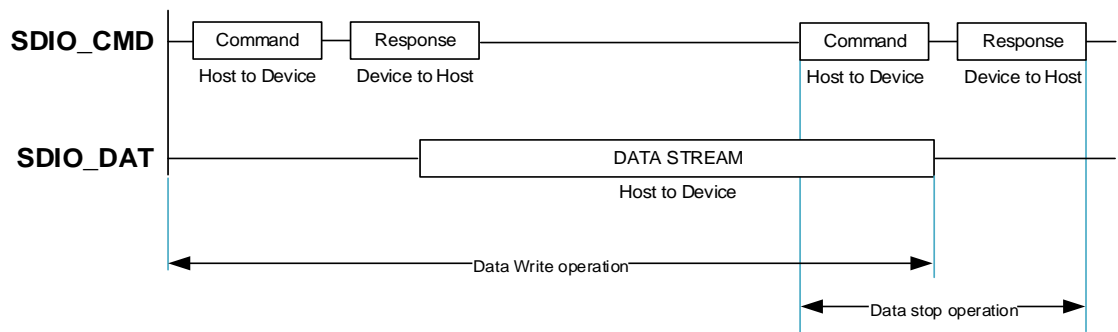 SDIO_CMD Command Response Command Response
Host to Device Device to Host Host to Device Device to Host
SDIO_DAT DATA STREAM
Host to Device
Data Write operation
Data stop operation